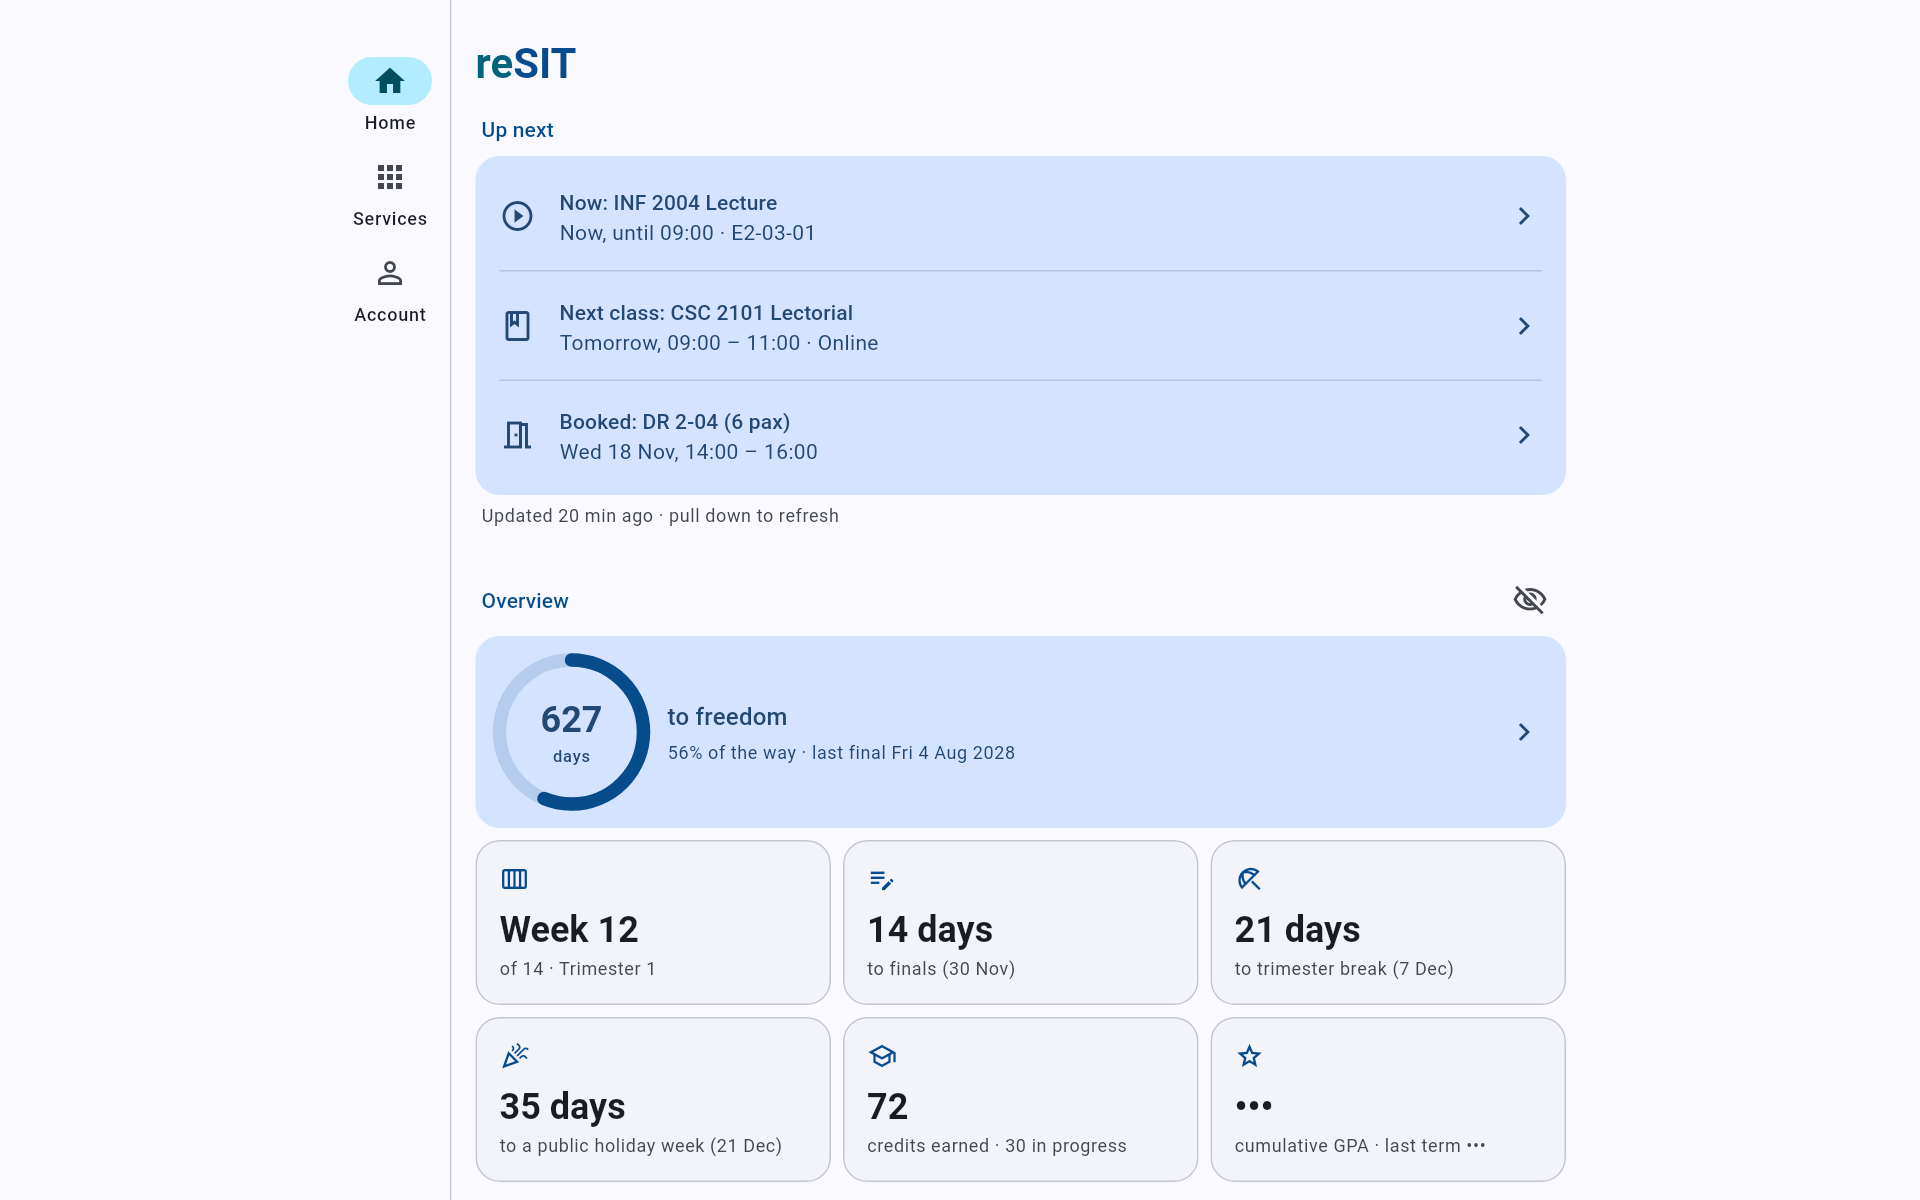 reSIT
Home
Services
Account
Up next
Now: INF 2004 Lecture
Now, until 09:00 · E2-03-01
Next class: CSC 2101 Lectorial
Tomorrow, 09:00 – 11:00 · Online
Booked: DR 2-04 (6 pax)
Wed 18 Nov, 14:00 – 16:00
Updated 20 min ago · pull down to refresh
Overview
627
days
to freedom
56% of the way · last final Fri 4 Aug 2028
Week 12
of 14 · Trimester 1
14 days
to finals (30 Nov)
21 days
to trimester break (7 Dec)
35 days
to a public holiday week (21 Dec)
72
credits earned · 30 in progress
•••
cumulative GPA · last term •••